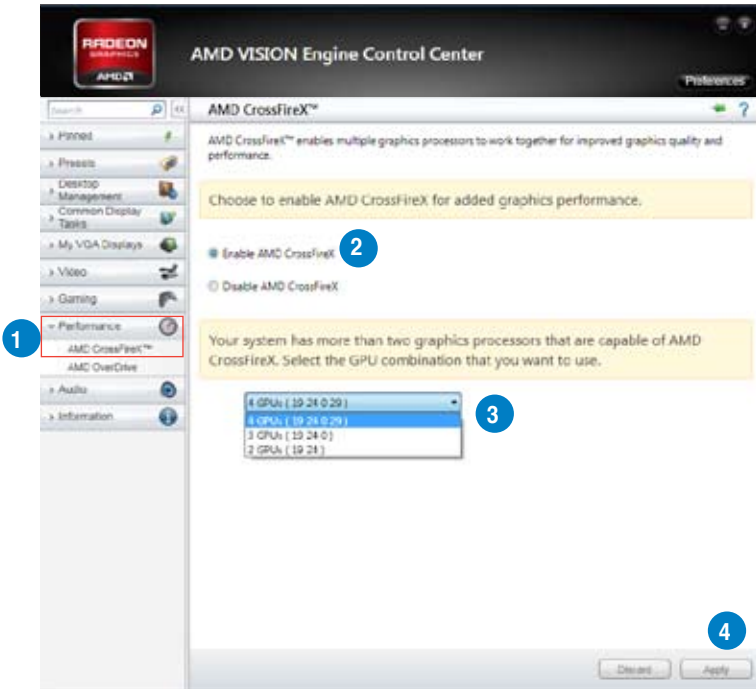 RADEON
GRAPHICS
AMD
AMD VISION Engine Control Center
Preferences
Search
«
AMD CrossFireX™
?
Pinned
Presets
Desktop
Management
Common Display
Tasks
My VGA Displays
Video
Gaming
1
Performance
AMD CrossFireX™
AMD OverDrive
Audio
Information
AMD CrossFireX™ enables multiple graphics processors to work together for improved graphics quality and
performance.
Choose to enable AMD CrossFireX for added graphics performance.
Enable AMD CrossFireX
2
Disable AMD CrossFireX
Your system has more than two graphics processors that are capable of AMD
CrossFireX. Select the GPU combination that you want to use.
4 GPUs ( 19 24 0 29 )
3
4 GPUs ( 19 24 0 29 )
3 GPUs ( 19 24 0 )
2 GPUs ( 19 24 )
4
Discard
Apply